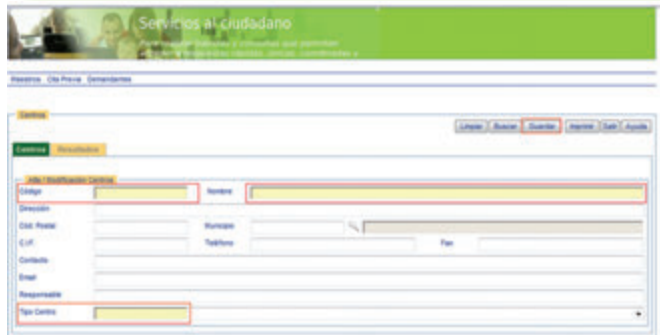 Servicios al ciudadano
Maestros Cita Previa Demandantes
Centros
Limpiar Buscar Guardar Imprimir Salir Ayuda
Centros Resultados
Alta / Modificación Centros
Código Nombre
Dirección
Cód. Postal Municipio
C.I.F. Teléfono Fax
Contacto
Email
Responsable
Tipo Centro